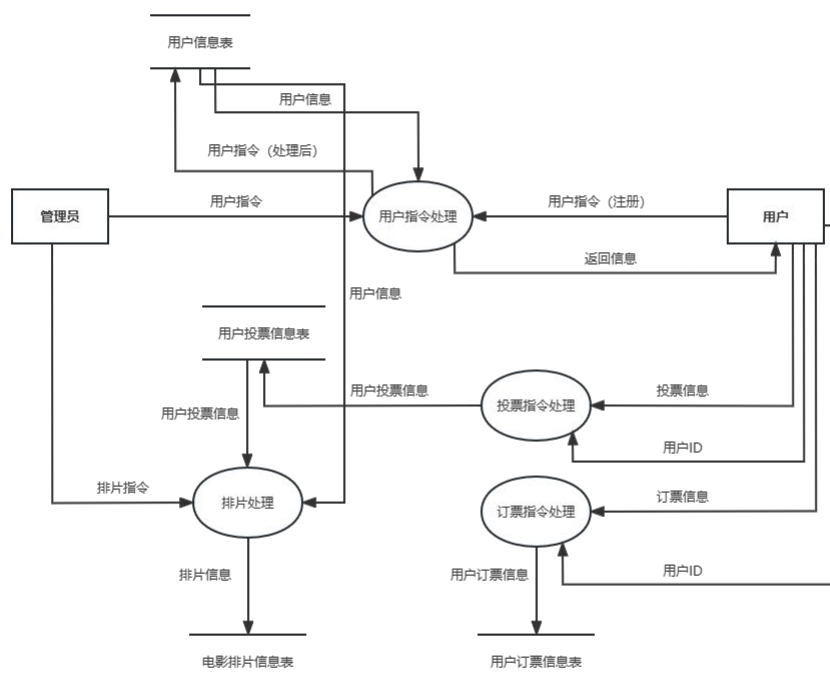 用户信息表
用户信息
用户指令（处理后）
用户指令
用户指令（注册）
管理员
用户指令处理
用户
返回信息
用户信息
用户投票信息表
用户投票信息
投票信息
用户投票信息
投票指令处理
用户ID
排片指令
订票信息
排片处理
订票指令处理
排片信息
用户订票信息
用户ID
电影排片信息表
用户订票信息表